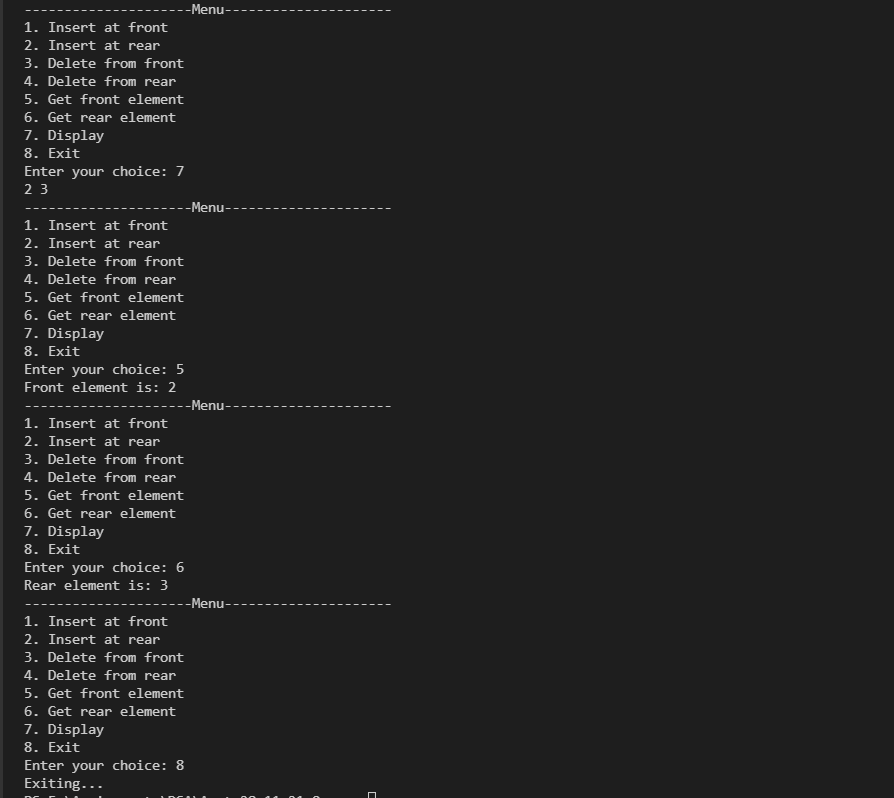 ---------------------Menu---------------------
1. Insert at front
2. Insert at rear
3. Delete from front
4. Delete from rear
5. Get front element
6. Get rear element
7. Display
8. Exit
Enter your choice: 7
2 3
---------------------Menu---------------------
1. Insert at front
2. Insert at rear
3. Delete from front
4. Delete from rear
5. Get front element
6. Get rear element
7. Display
8. Exit
Enter your choice: 5
Front element is: 2
---------------------Menu---------------------
1. Insert at front
2. Insert at rear
3. Delete from front
4. Delete from rear
5. Get front element
6. Get rear element
7. Display
8. Exit
Enter your choice: 6
Rear element is: 3
---------------------Menu---------------------
1. Insert at front
2. Insert at rear
3. Delete from front
4. Delete from rear
5. Get front element
6. Get rear element
7. Display
8. Exit
Enter your choice: 8
Exiting...